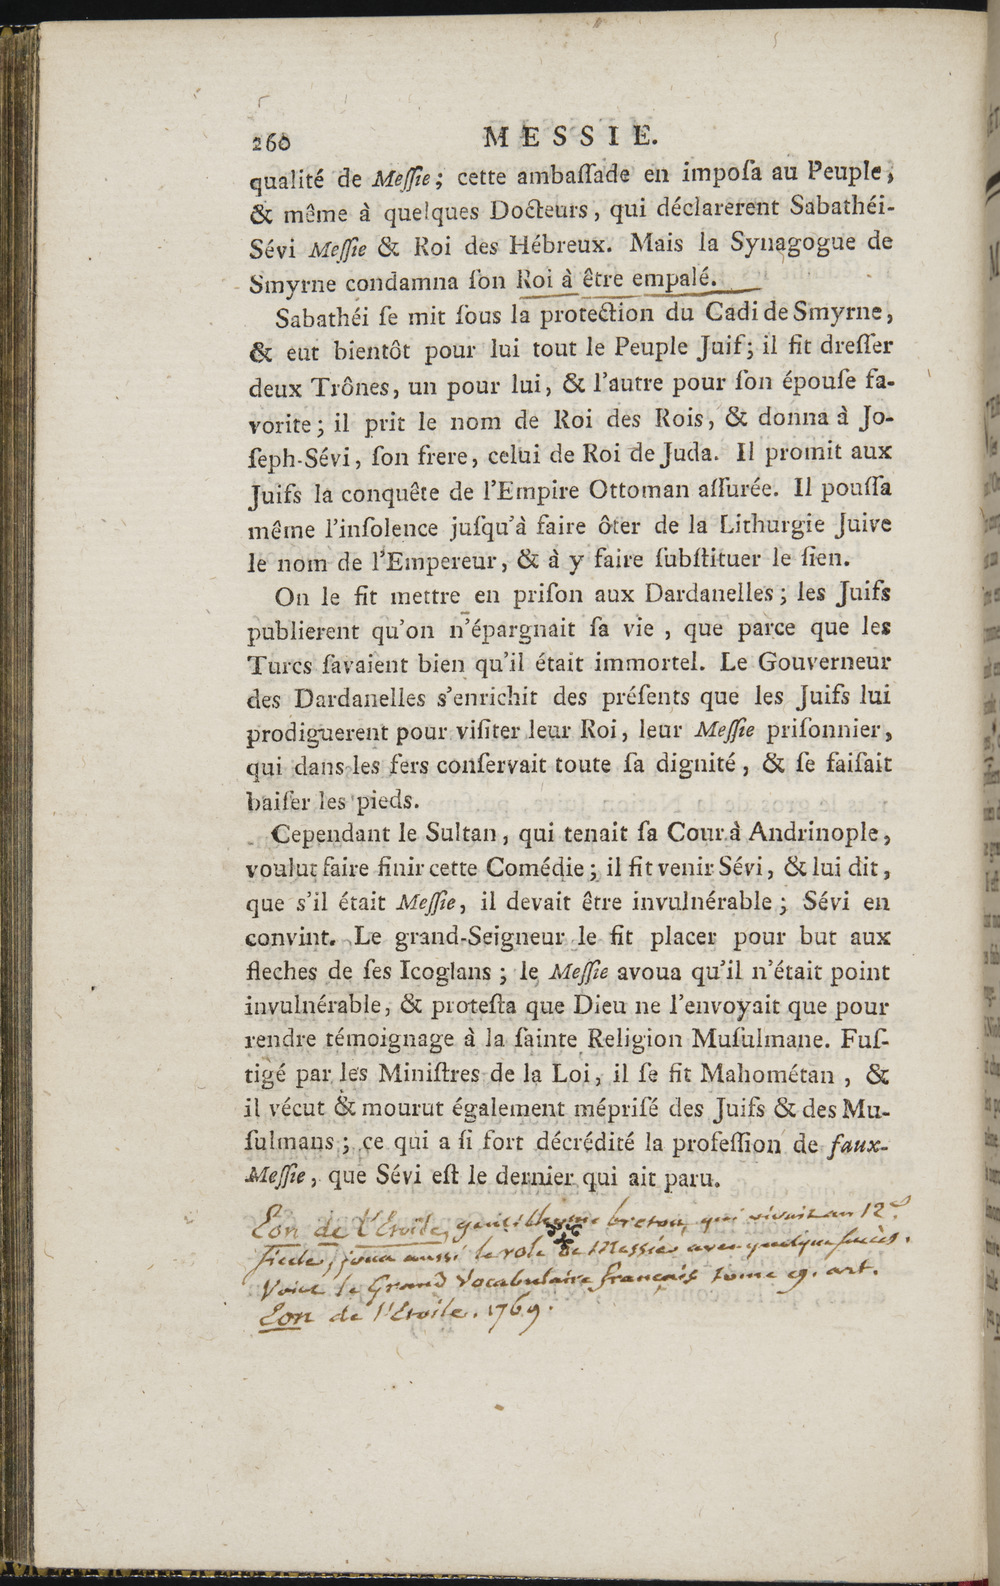 260 MESSIE.
qualité de Meſſie; cette ambaſſade en impoſa au Peuple,
& même à quelques Docteurs, qui déclarerent Sabathéi-
Sévi Meſſie & Roi des Hébreux. Mais la Synagogue de
Smyrne condamna ſon Roi à être empalé.
Sabathéi ſe mit ſous la protection du Cadi de Smyrne,
& eut bientôt pour lui tout le Peuple Juif; il fit dreſſer
deux Trônes, un pour lui, & l'autre pour ſon épouſe fa-
vorite; il prit le nom de Roi des Rois, & donna à Jo-
ſeph-Sévi, ſon frere, celui de Roi de Juda. Il promit aux
Juifs la conquête de l'Empire Ottoman aſſurée. Il pouſſa
même l'inſolence juſqu'à faire ôter de la Lithurgie Juive
le nom de l'Empereur, & à y faire ſubſtituer le ſien.
On le fit mettre en priſon aux Dardanelles; les Juifs
publierent qu'on n'épargnait ſa vie, que parce que les
Turcs ſavaient bien qu'il était immortel. Le Gouverneur
des Dardanelles s'enrichit des préſents que les Juifs lui
prodiguerent pour viſiter leur Roi, leur Meſſie priſonnier,
qui dans les fers conſervait toute ſa dignité, & ſe faiſait
baiſer les pieds.
Cependant le Sultan, qui tenait ſa Cour à Andrinople,
voulut faire finir cette Comédie; il fit venir Sévi, & lui dit,
que s'il était Meſſie, il devait être invulnérable; Sévi en
convint. Le grand-Seigneur le fit placer pour but aux
fleches de ſes Icoglans; le Meſſie avoua qu'il n'était point
invulnérable, & proteſta que Dieu ne l'envoyait que pour
rendre témoignage à la ſainte Religion Muſulmane. Fuſ-
tigé par les Miniſtres de la Loi, il ſe fit Mahométan, &
il vécut & mourut également mépriſé des Juifs & des Mu-
ſulmans; ce qui a ſi fort décrédité la profeſſion de faux-
Meſſie, que Sévi eſt le dernier qui ait paru.
Eon de l'Etoile, gentilhomme breton, qui vivait au 12.e
siecle, joua aussi le role de Messie avec quelque succès.
Voiez le Grand Vocabulaire français tome 9. art.
Eon de l'Etoile. 1769.